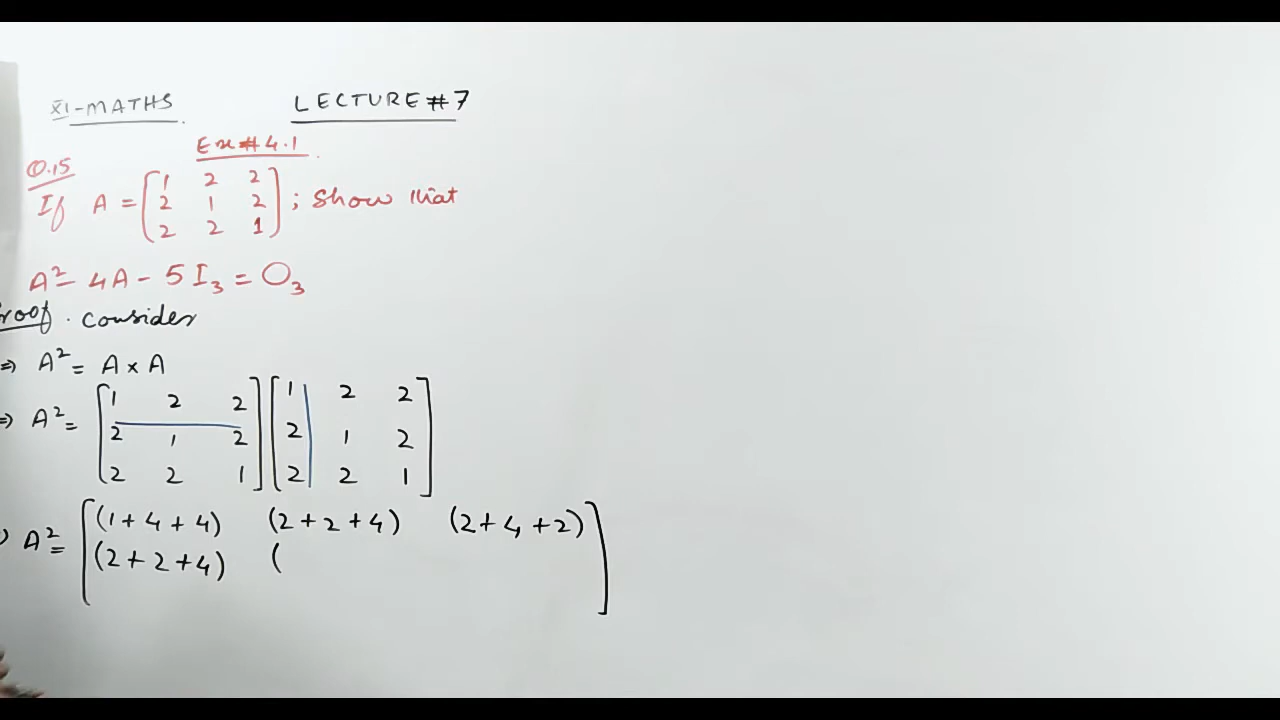 XI-MATHS LECTURE#7
Ex#4.1
Q.15
If A = [1 2 2; 2 1 2; 2 2 1]; Show that
A² - 4A - 5I₃ = O₃
roof. consider
⇒ A² = A × A
⇒ A² = [1 2 2; 2 1 2; 2 2 1] [1 2 2; 2 1 2; 2 2 1]
A² = [(1+4+4) (2+2+4) (2+4+2)
(2+2+4) (